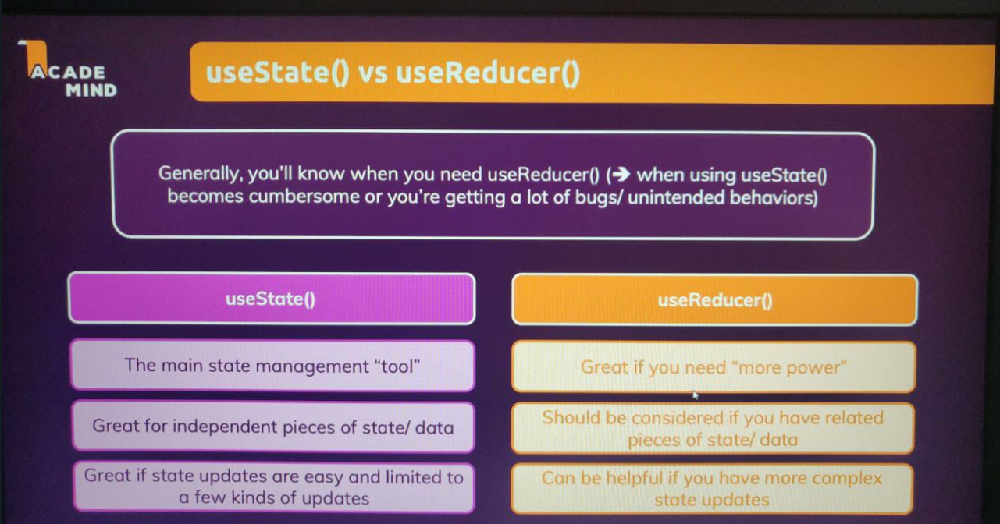 ACADE
MIND
useState() vs useReducer()
Generally, you'll know when you need useReducer() (➔ when using useState()
becomes cumbersome or you're getting a lot of bugs/ unintended behaviors)
useState()
useReducer()
The main state management “tool”
Great if you need “more power”
Great for independent pieces of state/ data
Should be considered if you have related
pieces of state/ data
Great if state updates are easy and limited to
a few kinds of updates
Can be helpful if you have more complex
state updates